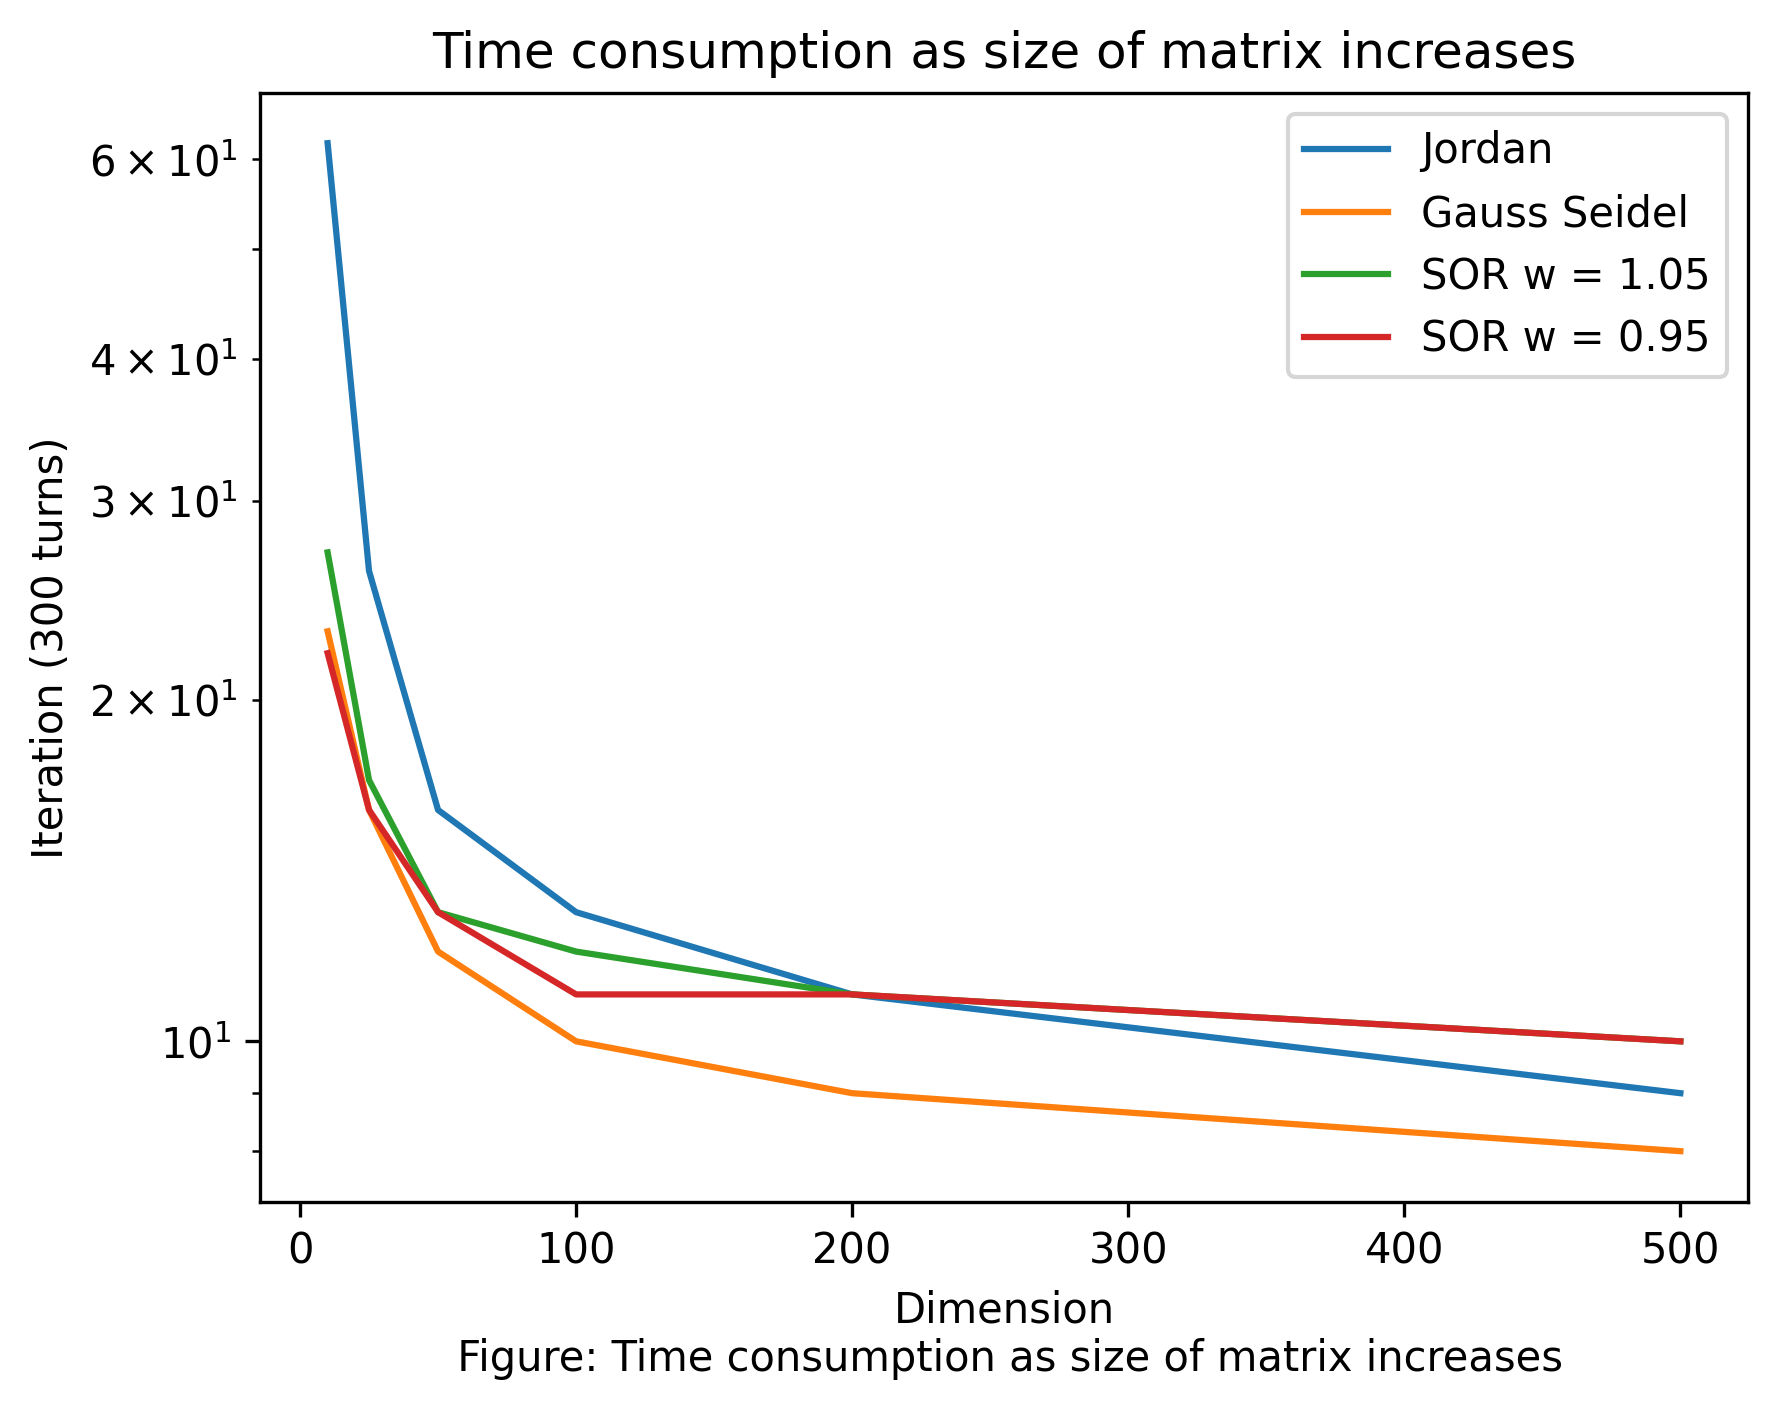 Time consumption as size of matrix increases
Jordan
Gauss Seidel
SOR w = 1.05
SOR w = 0.95
Iteration (300 turns)
6 × 10¹
4 × 10¹
3 × 10¹
2 × 10¹
10¹
0 100 200 300 400 500
Dimension
Figure: Time consumption as size of matrix increases